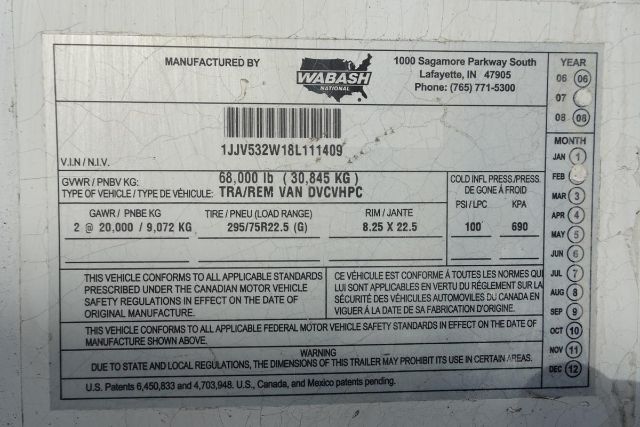 MANUFACTURED BY
WABASH
NATIONAL
1000 Sagamore Parkway South
Lafayette, IN 47905
Phone: (765) 771-5300
YEAR
06 06
07
08 08
1JJV532W18L111409
V.I.N / N.I.V.
GVWR / PNBV KG: 68,000 lb ( 30,845 KG )
TYPE OF VEHICLE / TYPE DE VÉHICULE: TRA/REM VAN DVCVHPC
COLD INFL PRESS/PRESS.
DE GONE À FROID
PSI / LPC KPA
100 690
GAWR / PNBE KG TIRE / PNEU (LOAD RANGE) RIM / JANTE
2 @ 20,000 / 9,072 KG 295/75R22.5 (G) 8.25 X 22.5
MONTH
JAN 1
FEB
MAR 3
APR 4
MAY 5
JUN 6
JUL 7
AUG 8
SEP 9
OCT 10
NOV 11
DEC 12
THIS VEHICLE CONFORMS TO ALL APPLICABLE STANDARDS
PRESCRIBED UNDER THE CANADIAN MOTOR VEHICLE
SAFETY REGULATIONS IN EFFECT ON THE DATE OF
ORIGINAL MANUFACTURE.
CE VÉHICULE EST CONFORME À TOUTES LES NORMES QUI
LUI SONT APPLICABLES EN VERTU DU RÉGLEMENT SUR LA
SÉCURITÉ DES VÉHICULES AUTOMOVILES DU CANADA EN
VIGUER À LA DATE DE SA FABRICATION D'ORIGINE.
THIS VEHICLE CONFORMS TO ALL APPLICABLE FEDERAL MOTOR VEHICLE SAFETY STANDARDS IN EFFECT ON THE DATE OF
MANUFACTURE SHOWN ABOVE.
WARNING
DUE TO STATE AND LOCAL REGULATIONS, THE DIMENSIONS OF THIS TRAILER MAY PROHIBIT ITS USE IN CERTAIN AREAS.
U.S. Patents 6,450,833 and 4,703,948. U.S., Canada, and Mexico patents pending.